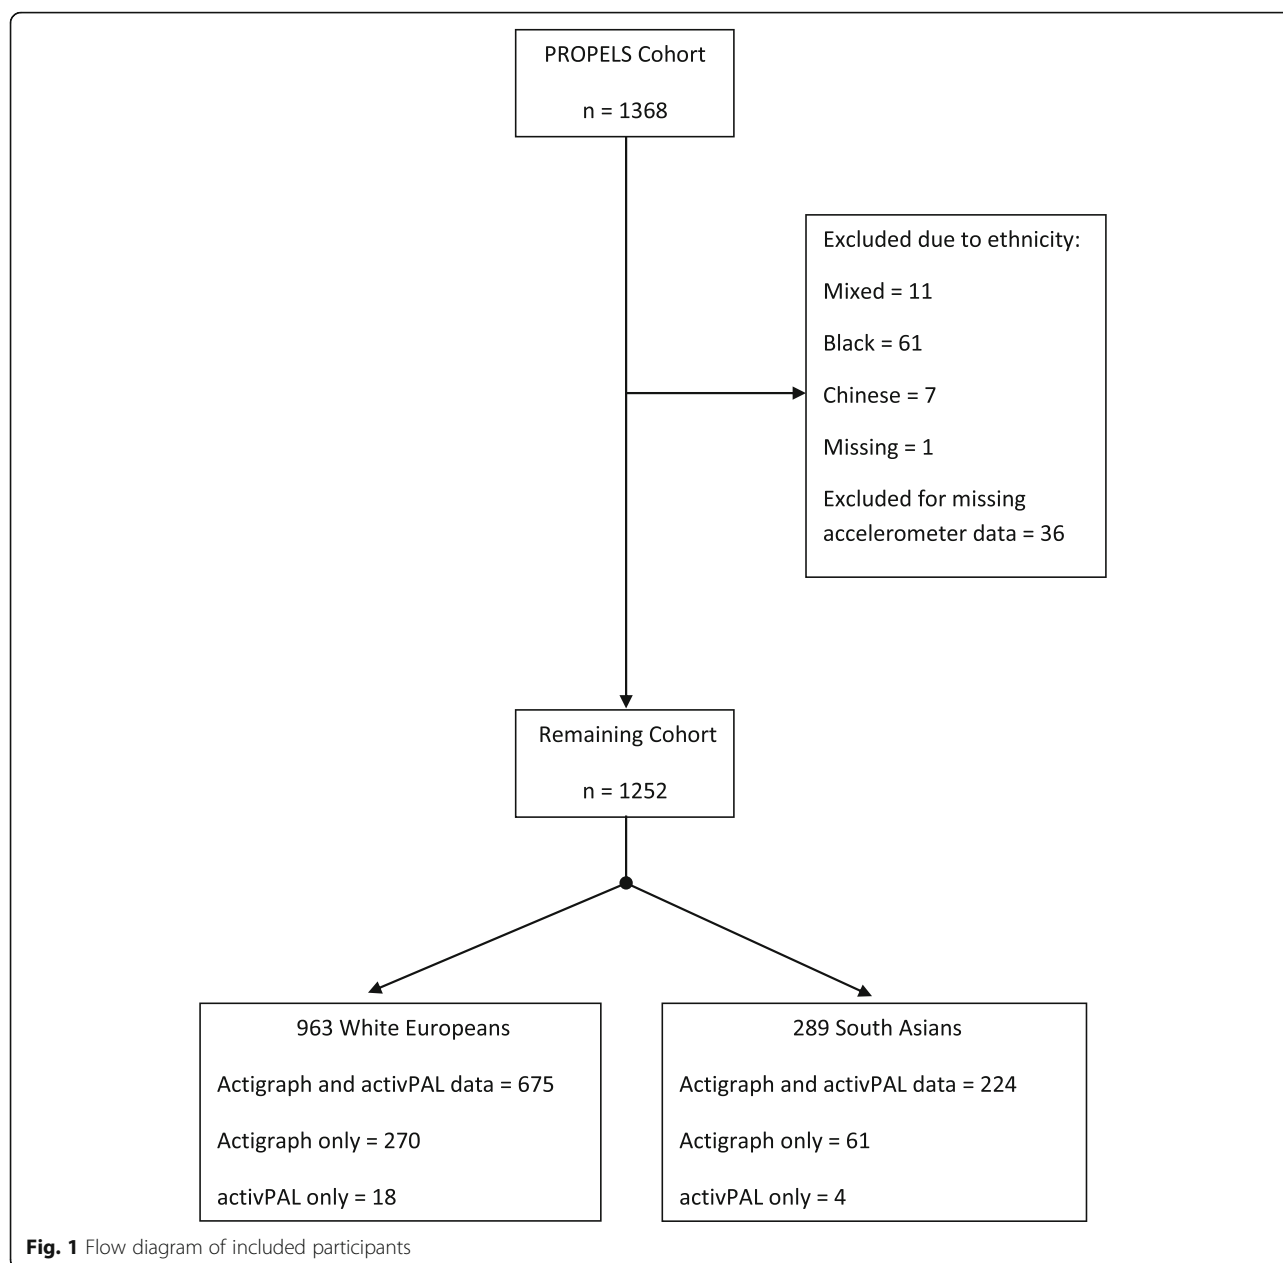 PROPELS Cohort
n = 1368
Excluded due to ethnicity:
Mixed = 11
Black = 61
Chinese = 7
Missing = 1
Excluded for missing
accelerometer data = 36
Remaining Cohort
n = 1252
963 White Europeans
Actigraph and activPAL data = 675
Actigraph only = 270
activPAL only = 18
289 South Asians
Actigraph and activPAL data = 224
Actigraph only = 61
activPAL only = 4
Fig. 1 Flow diagram of included participants